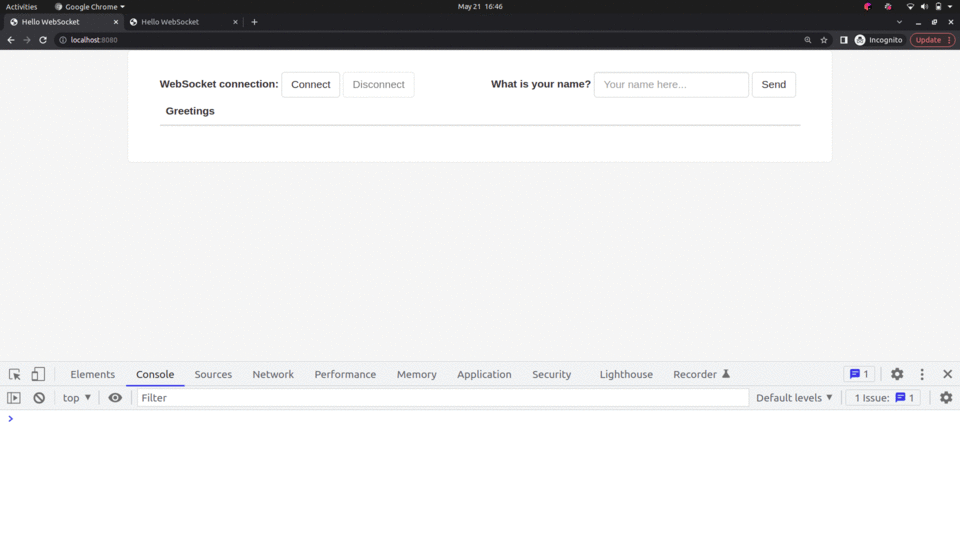 Activities Google Chrome May 21 16:46
Hello WebSocket Hello WebSocket
localhost:8080 Incognito Update
WebSocket connection: Connect Disconnect What is your name? Your name here... Send
Greetings
Elements Console Sources Network Performance Memory Application Security Lighthouse Recorder 1
top Filter Default levels 1 Issue: 1